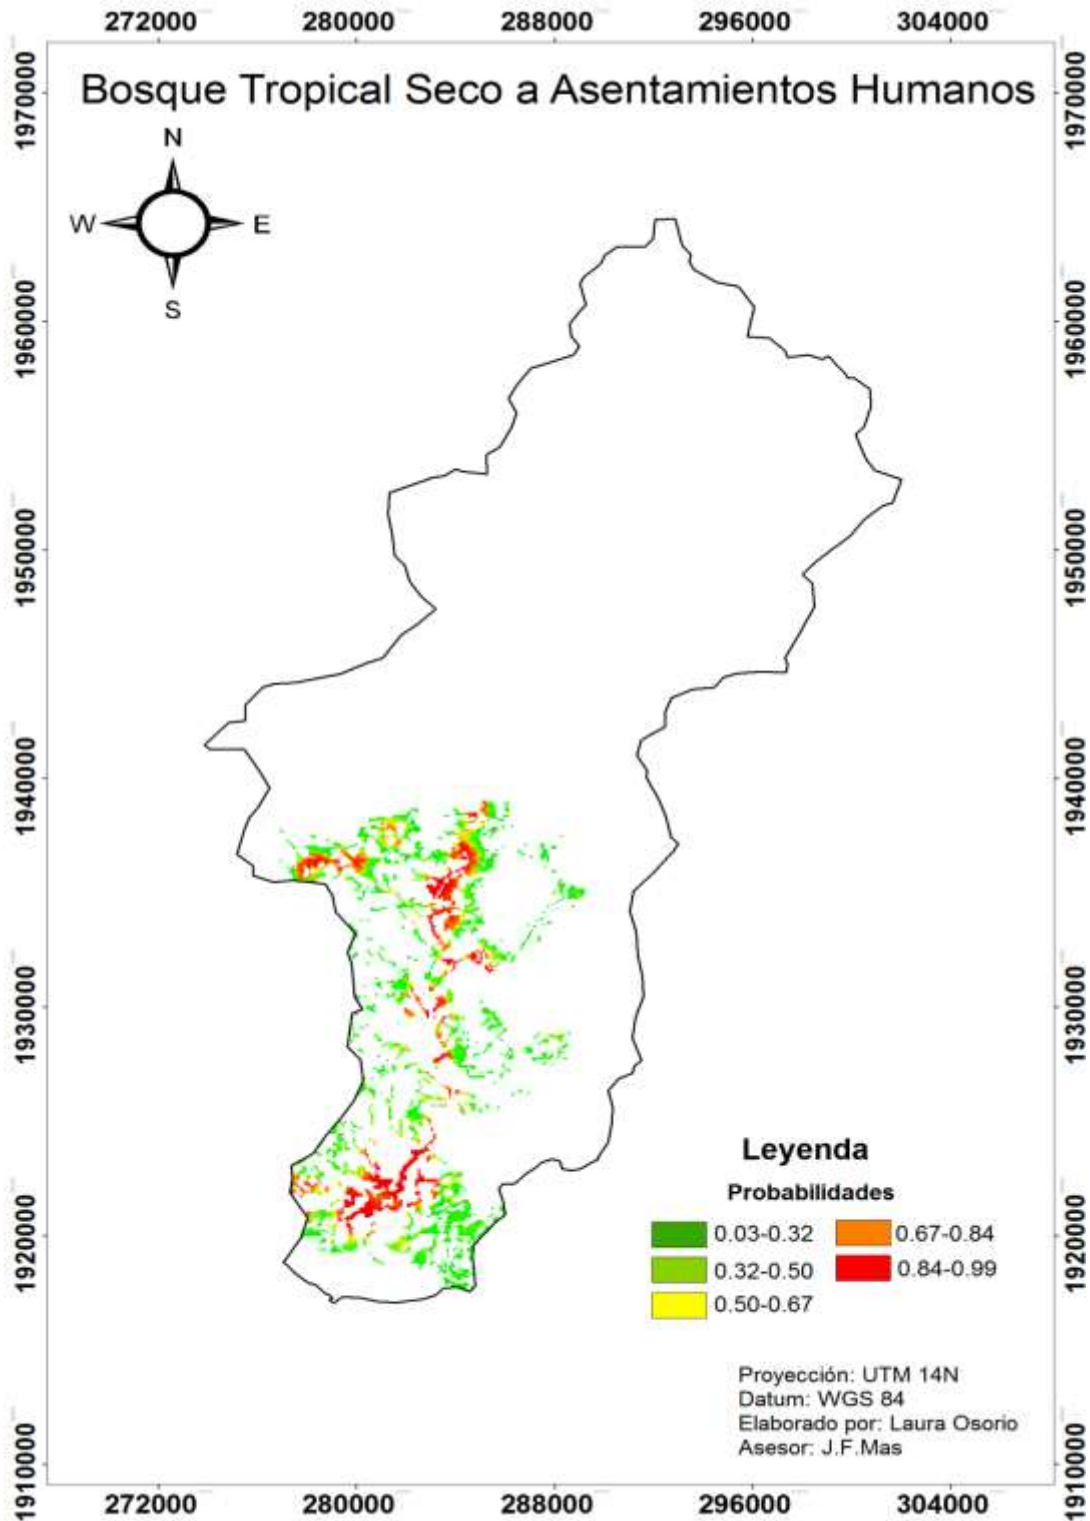 272000 280000 288000 296000 304000
Bosque Tropical Seco a Asentamientos Humanos
N
W E
S
1970000 1970000
1960000 1960000
1950000 1950000
1940000 1940000
1930000 1930000
1920000 1920000
1910000 1910000
Leyenda
Probabilidades
0.03-0.32 0.67-0.84
0.32-0.50 0.84-0.99
0.50-0.67
Proyección: UTM 14N
Datum: WGS 84
Elaborado por: Laura Osorio
Asesor: J.F.Mas
272000 280000 288000 296000 304000